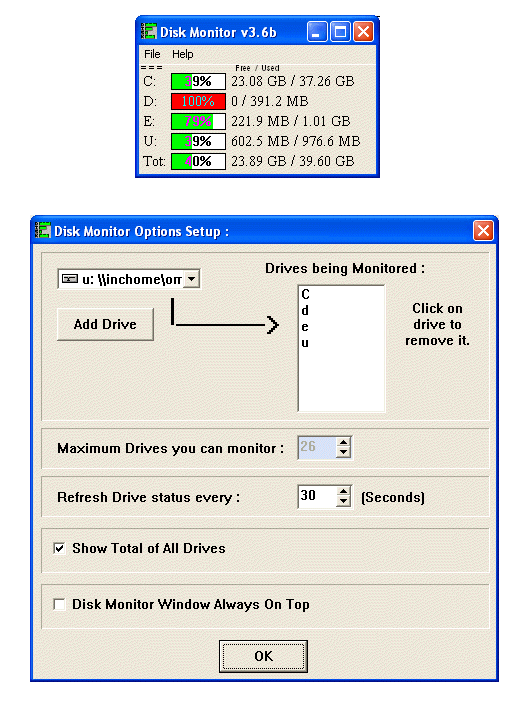 Disk Monitor v3.6b
File Help
=== Free / Used
C: 39% 23.08 GB / 37.26 GB
D: 100% 0 / 391.2 MB
E: 79% 221.9 MB / 1.01 GB
U: 39% 602.5 MB / 976.6 MB
Tot: 40% 23.89 GB / 39.60 GB
Disk Monitor Options Setup :
Drives being Monitored :
u: \\inchome\om
C
d
e
u
Add Drive
Click on
drive to
remove it.
Maximum Drives you can monitor : 26
Refresh Drive status every : 30 (Seconds)
Show Total of All Drives
Disk Monitor Window Always On Top
OK